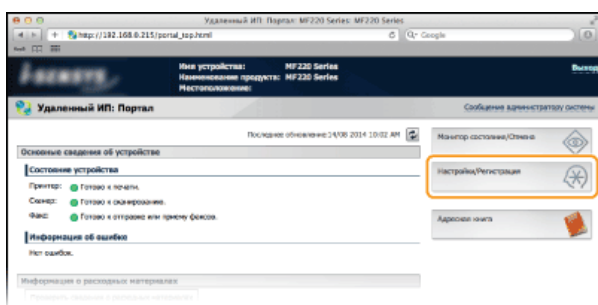 Удаленный ИП: Портал: MF220 Series: MF220 Series
http://192.168.0.215/portal_top.html
Google
Имя устройства: MF220 Series
Наименование продукта: MF220 Series
Местоположение:
Выход
Удаленный ИП: Портал
Сообщение администратору системы
Последнее обновление:14/08 2014 10:02 AM
Монитор состояния/Отмена
Основные сведения об устройстве
Состояние устройства
Настройки/Регистрация
Принтер: Готово к печати.
Сканер: Готово к сканированию.
Факс: Готово к отправке или приему факсов.
Адресная книга
Информация об ошибке
Нет ошибок.
Информация о расходных материалах